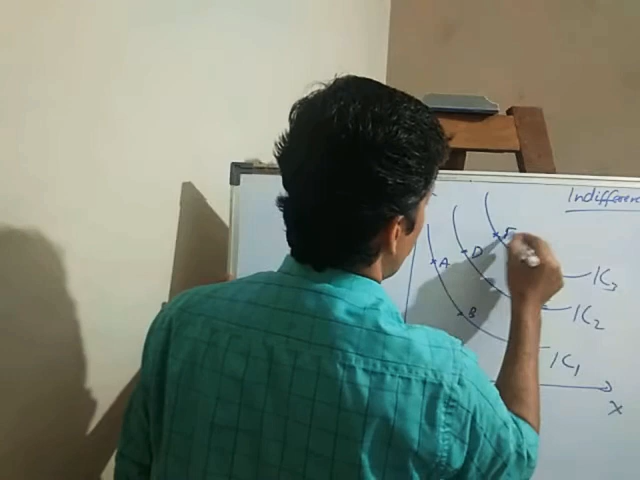 Indifferen
A
D
B
IC3
IC2
IC1
X